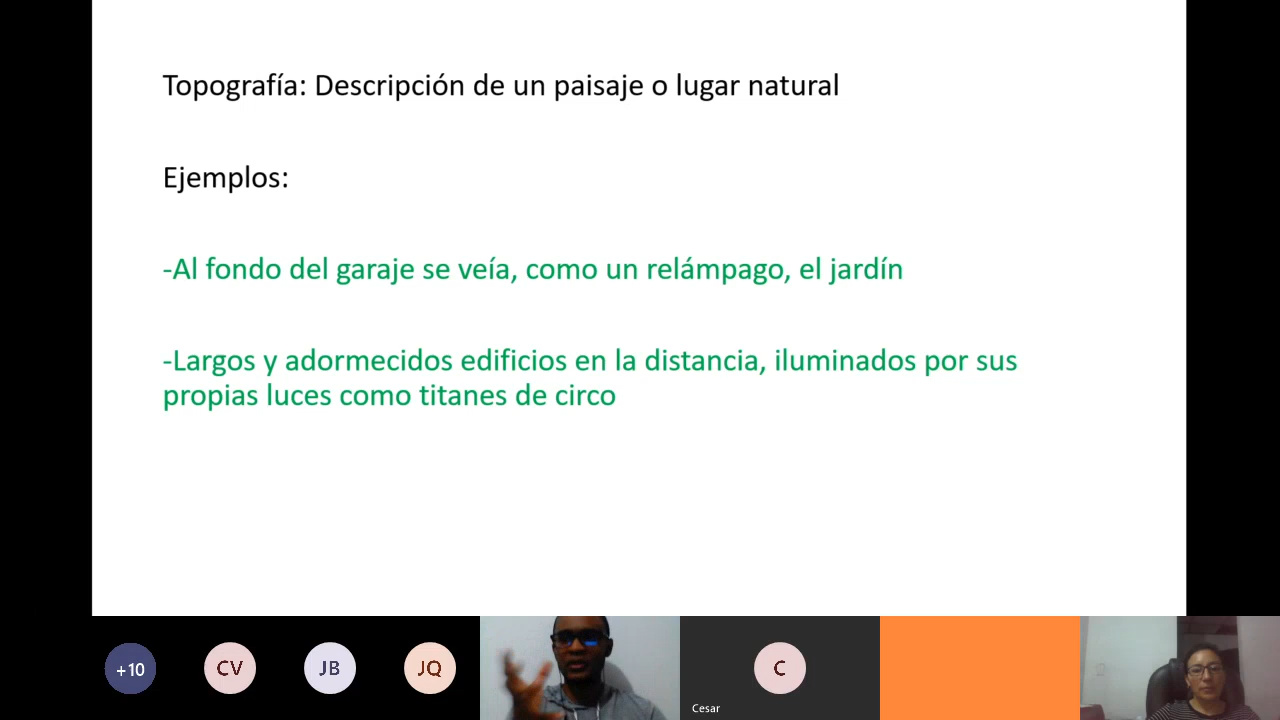 Topografía: Descripción de un paisaje o lugar natural
Ejemplos:
-Al fondo del garaje se veía, como un relámpago, el jardín
-Largos y adormecidos edificios en la distancia, iluminados por sus
propias luces como titanes de circo
+10
CV
JB
JQ
C
Cesar